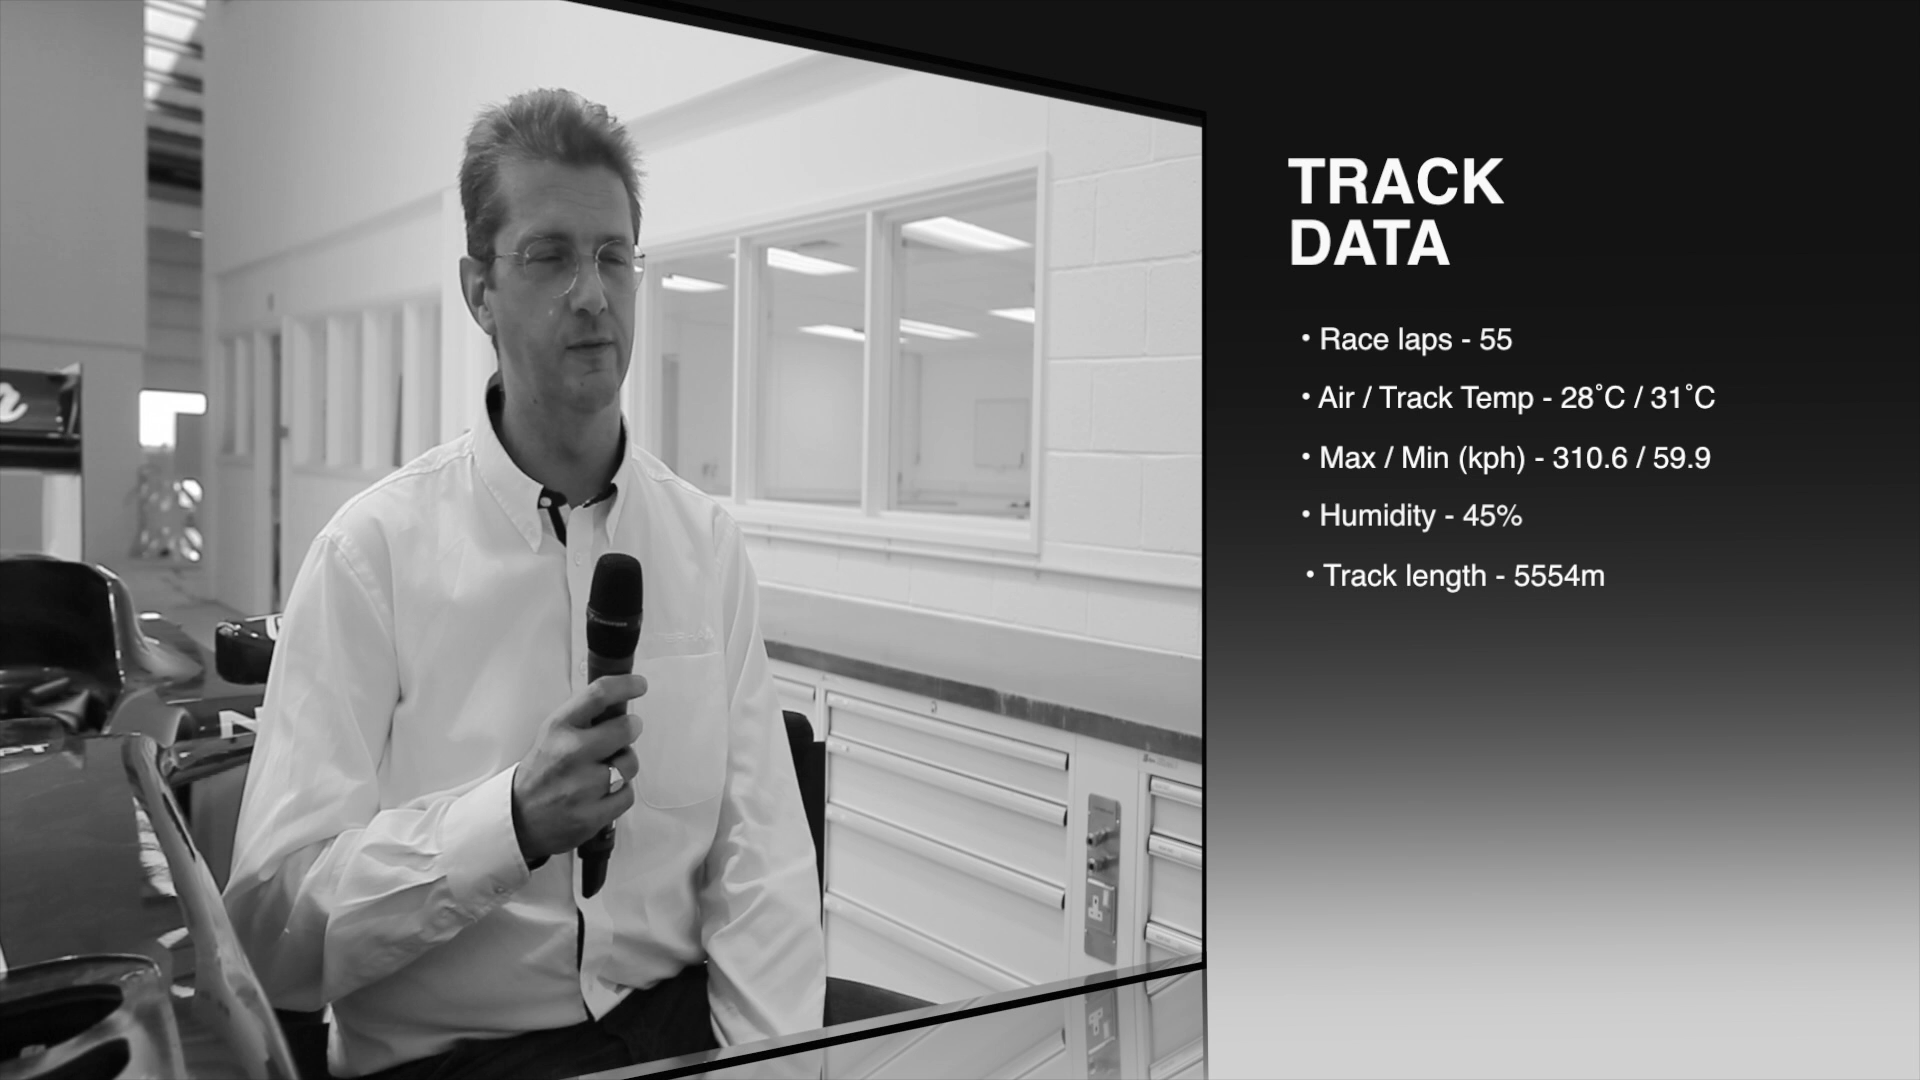 TRACK
DATA
• Race laps - 55
• Air / Track Temp - 28˚C / 31˚C
• Max / Min (kph) - 310.6 / 59.9
• Humidity - 45%
• Track length - 5554m